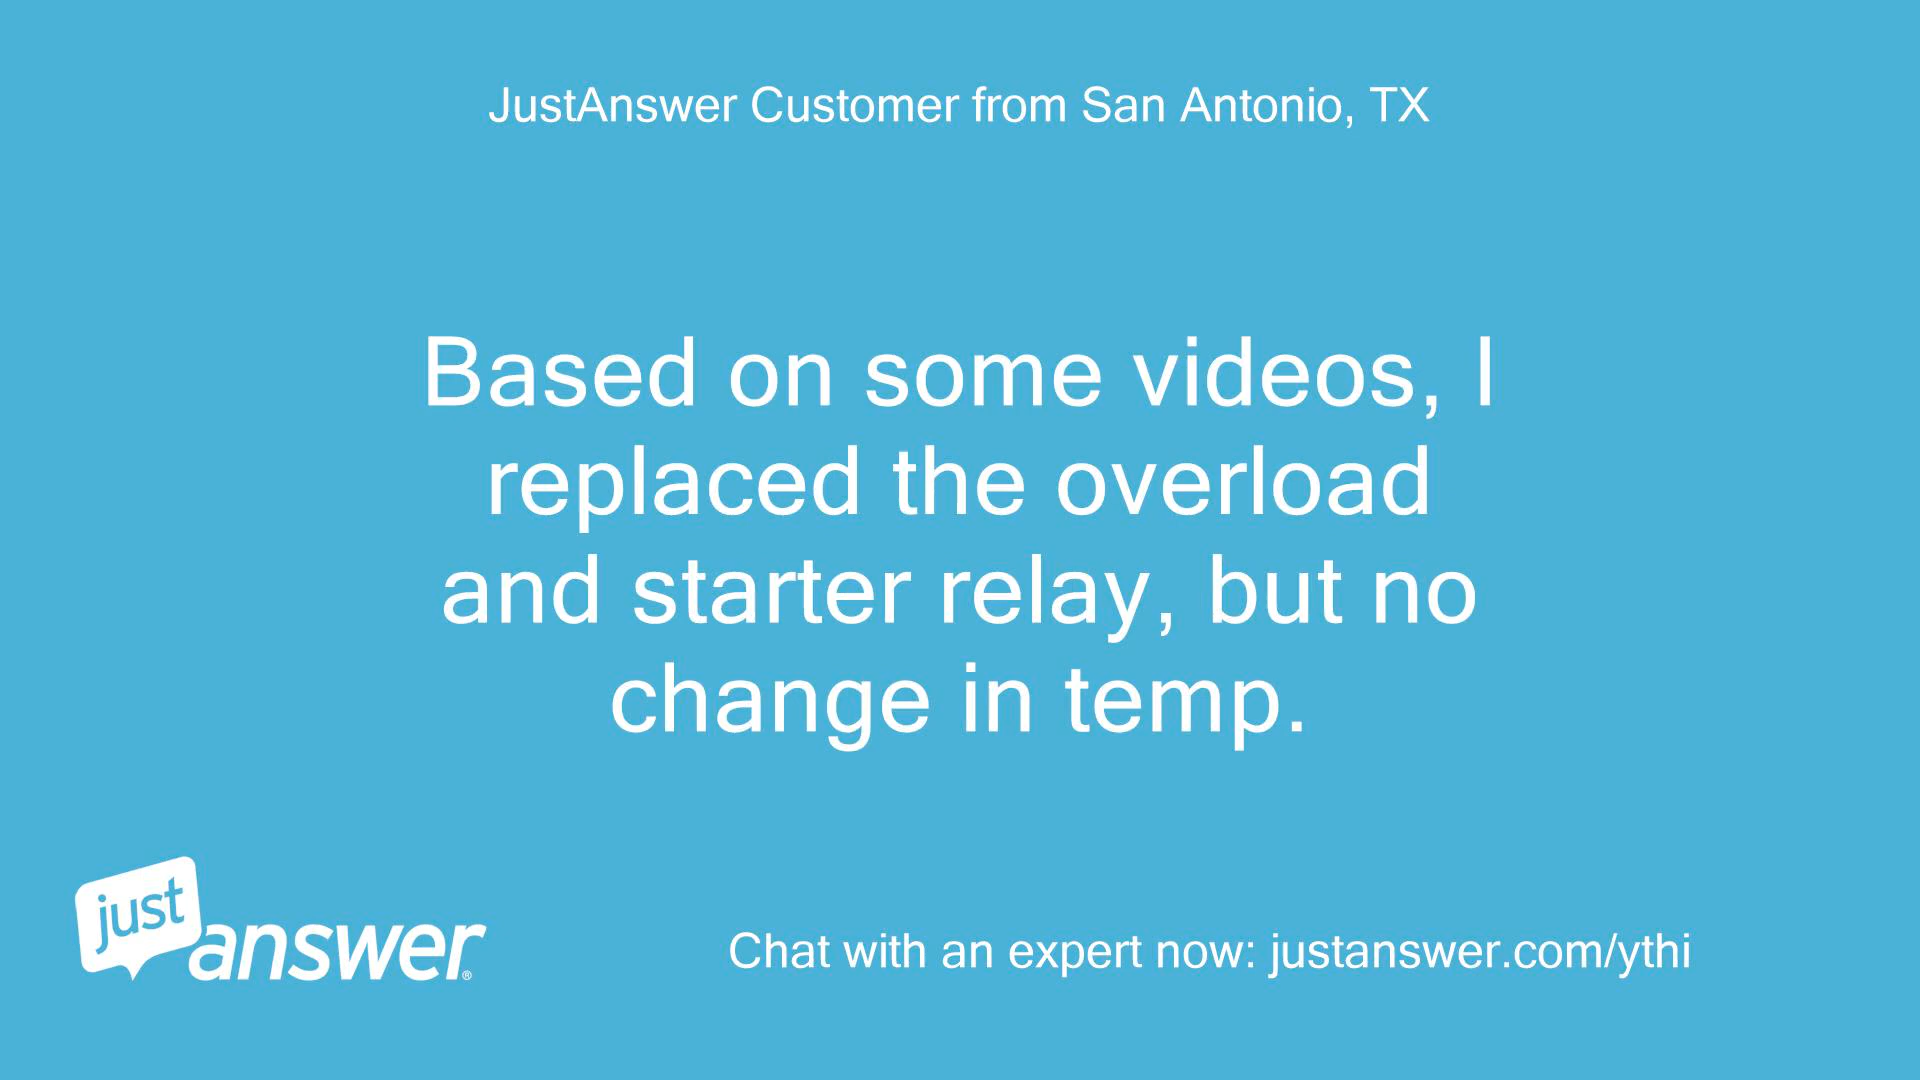 JustAnswer Customer from San Antonio, TX
Based on some videos, I
replaced the overload
and starter relay, but no
change in temp.
just
answer®
Chat with an expert now: justanswer.com/ythi